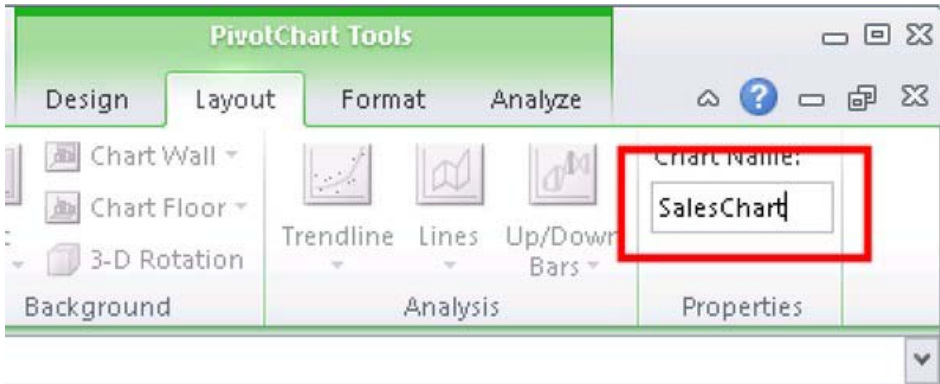 PivotChart Tools
Design Layout Format Analyze
Chart Wall
Chart Floor
3-D Rotation
Background
Trendline
Lines
Up/Down
Bars
Analysis
Chart Name:
SalesChart
Properties